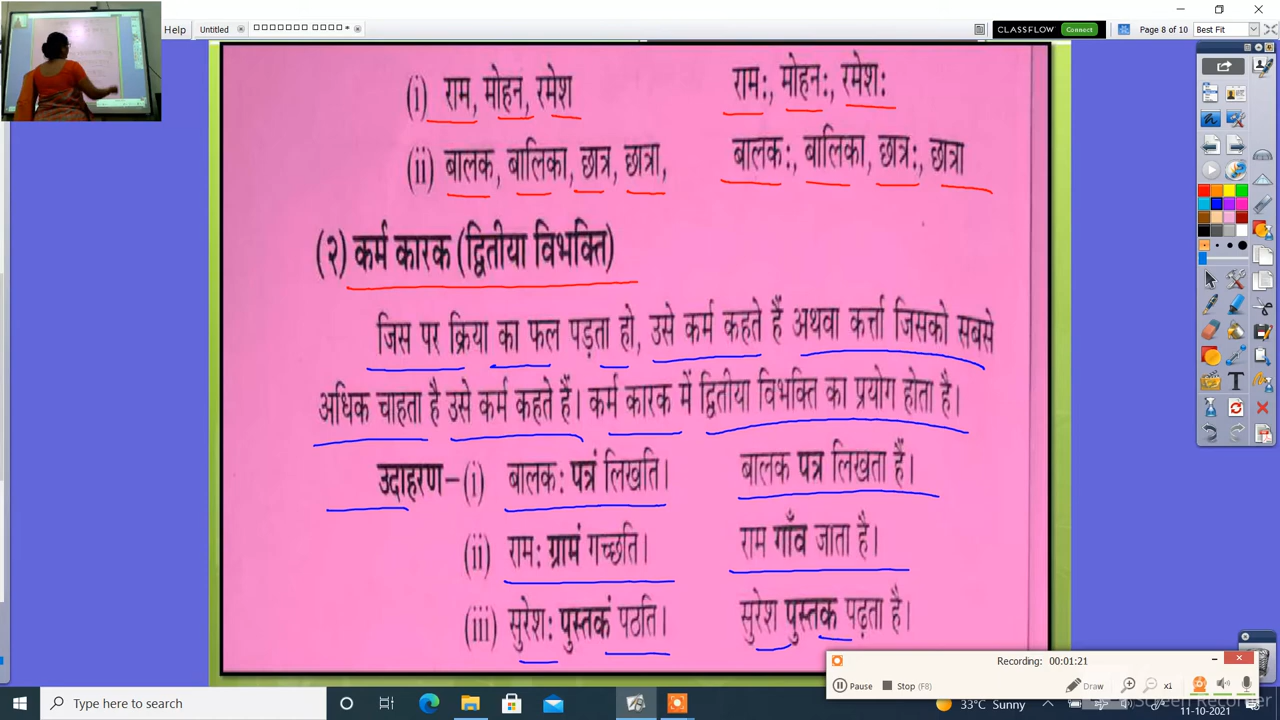 Help Untitled CLASSFLOW Connect Page 8 of 10 Best Fit
(i) राम, मोहन, रमेश राम:, मोहन:, रमेश:
(ii) बालक, बालिका, छात्र, छात्रा, बालक:, बालिका, छात्र:, छात्रा
(२) कर्म कारक (द्वितीया विभक्ति)
जिस पर क्रिया का फल पड़ता हो, उसे कर्म कहते हैं अथवा कर्त्ता जिसको सबसे
अधिक चाहता है उसे कर्म कहते हैं। कर्म कारक में द्वितीया विभक्ति का प्रयोग होता है।
उदाहरण–(i) बालक: पत्रं लिखति। बालक पत्र लिखता हैं।
(ii) राम: ग्रामं गच्छति। राम गाँव जाता है।
(iii) सुरेश: पुस्तकं पठति। सुरेश पुस्तक पढ़ता है।
Recording: 00:01:21
Pause Stop (F8) Draw x1
Type here to search 33°C Sunny 11-10-2021